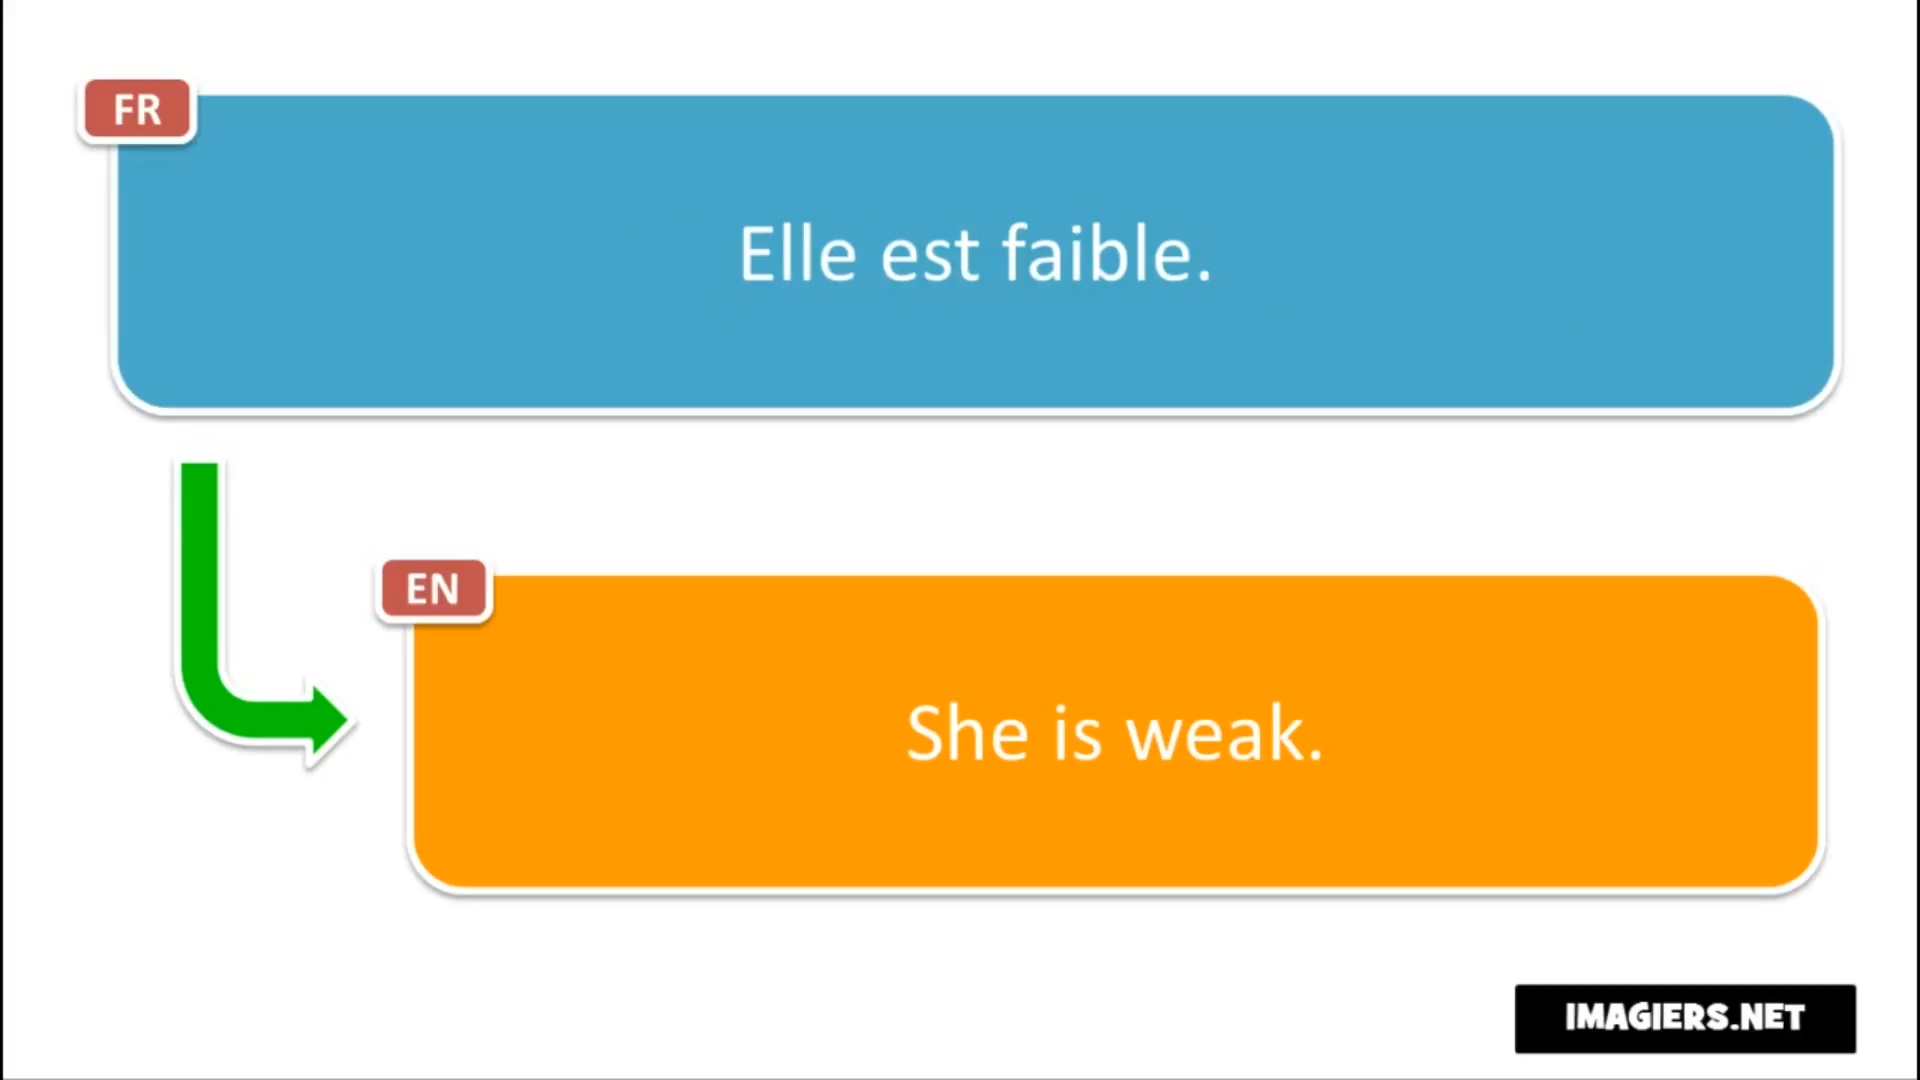 FR
Elle est faible.
EN
She is weak.
IMAGIERS.NET